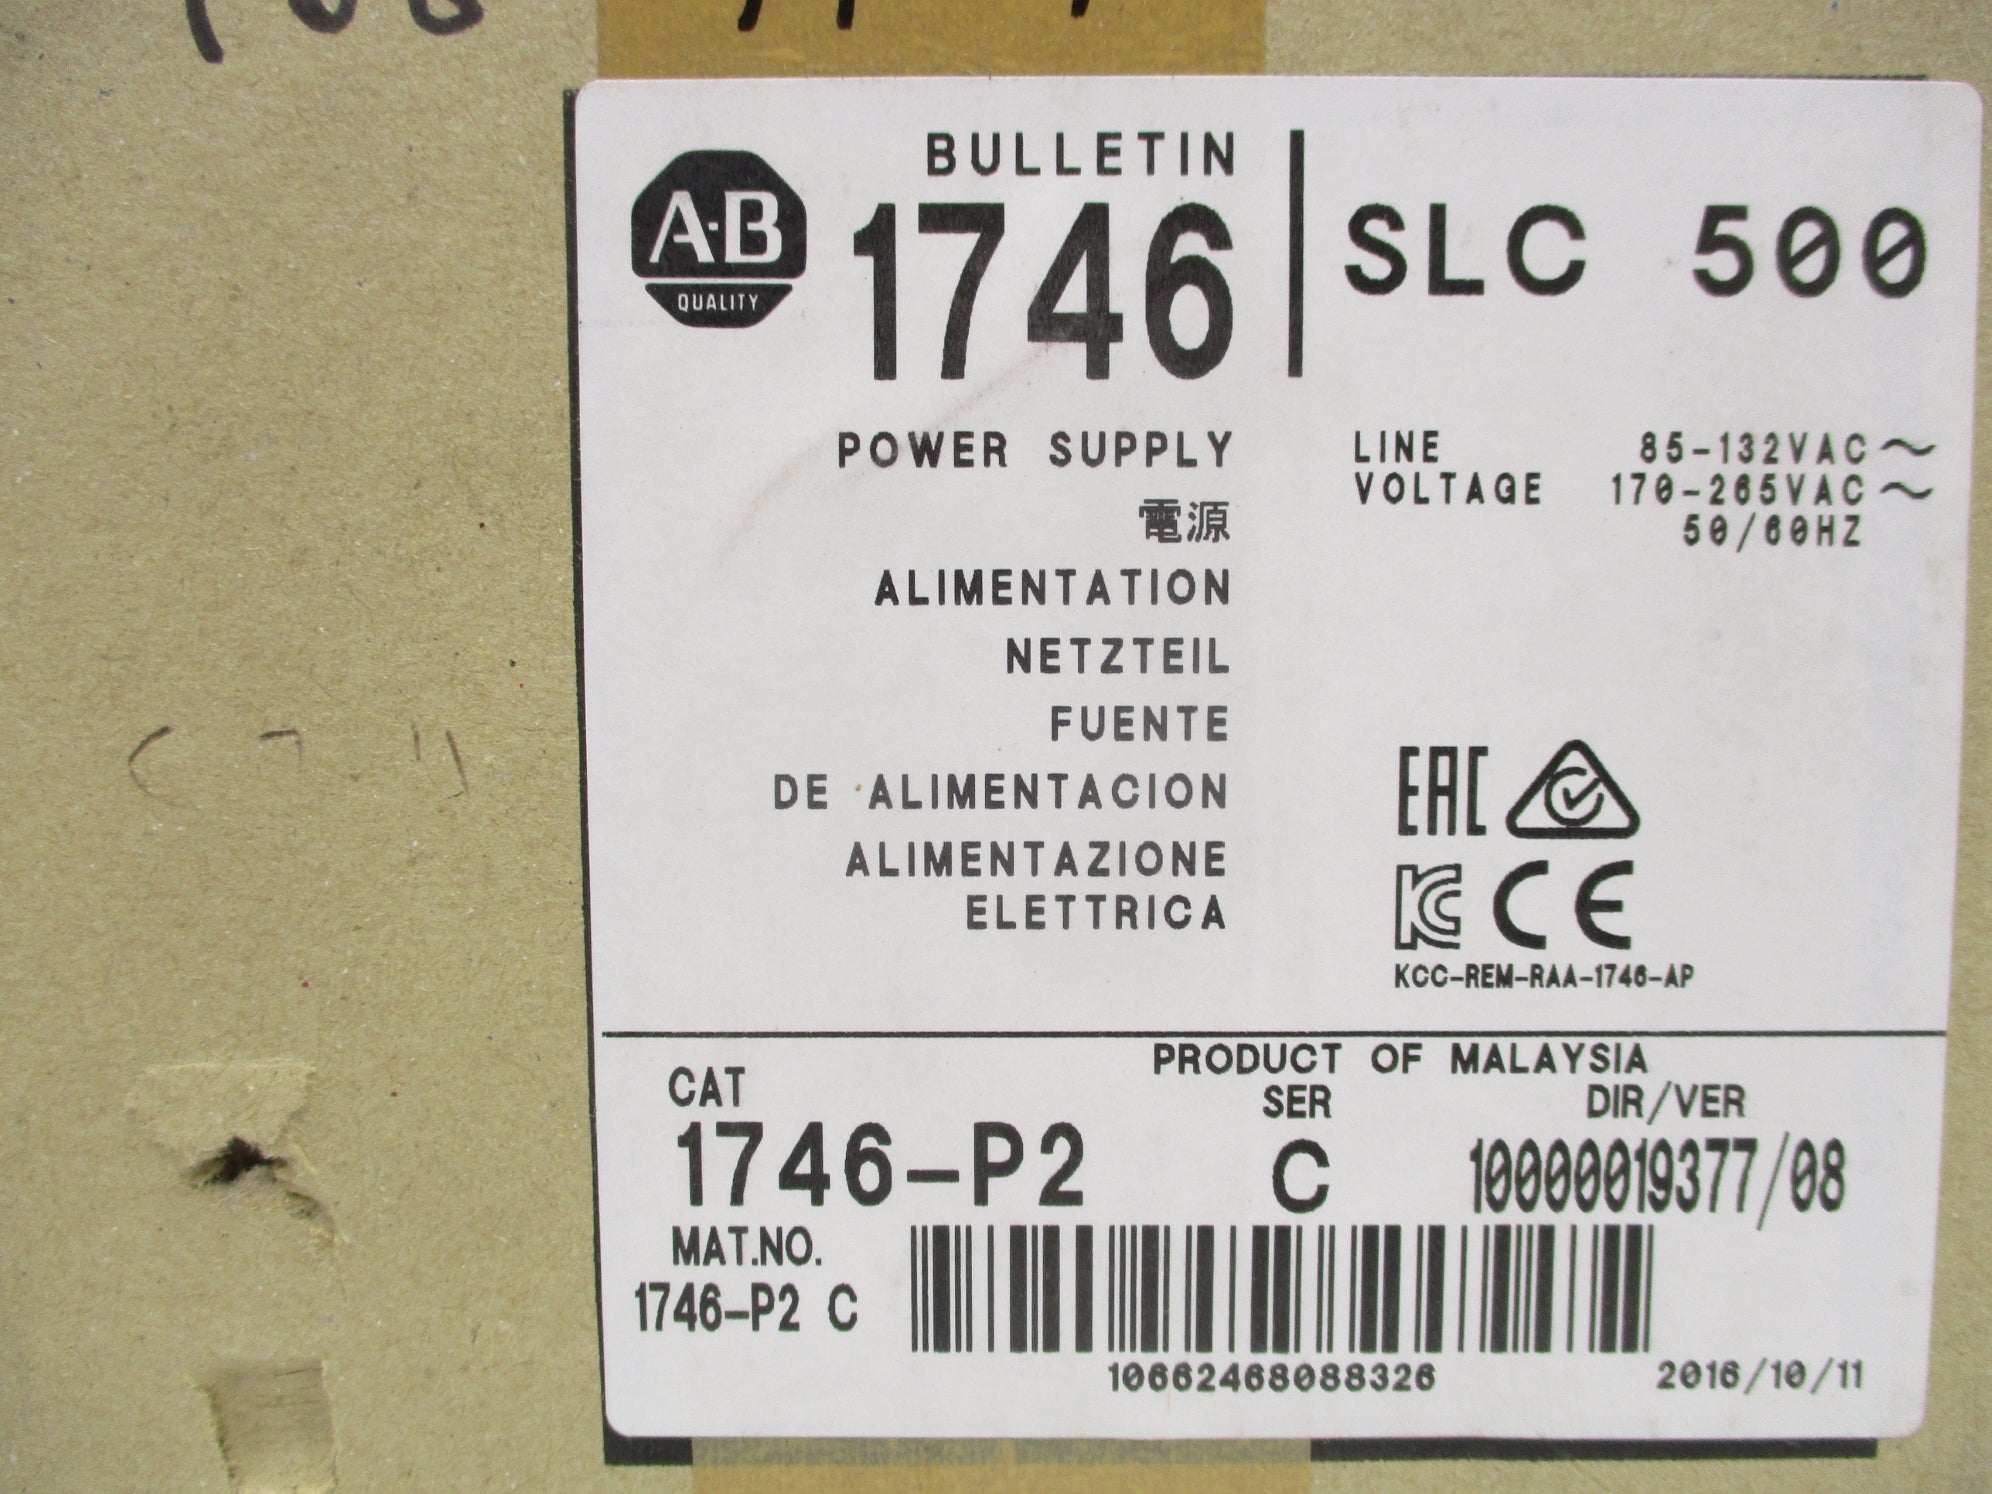 A-B
QUALITY
BULLETIN
1746
SLC 500
POWER SUPPLY
電源
ALIMENTATION
NETZTEIL
FUENTE
DE ALIMENTACION
ALIMENTAZIONE
ELETTRICA
LINE 85-132VAC~
VOLTAGE 170-265VAC~
50/60HZ
EAC
KC CE
KCC-REM-RAA-1746-AP
PRODUCT OF MALAYSIA
CAT SER DIR/VER
1746-P2 C 10000019377/08
MAT.NO.
1746-P2 C
10662468088326 2016/10/11